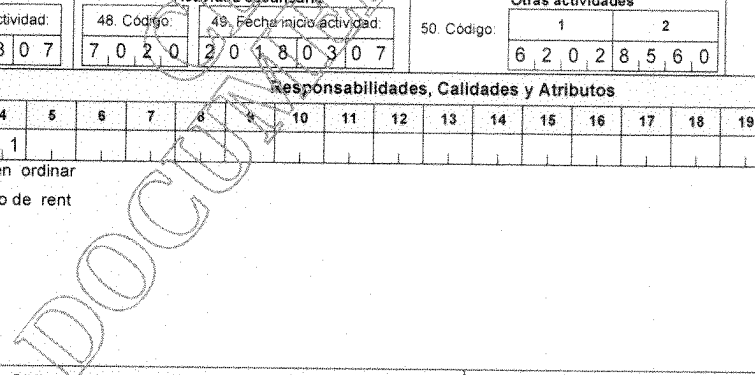 Otras actividades
ctividad: 48. Código: 49. Fecha inicio actividad: 50. Código: 1 2
3 0 7 7 0 2 0 2 0 1 8 0 3 0 7 6 2 0 2 8 5 6 0
Responsabilidades, Calidades y Atributos
4 5 6 7 8 9 10 11 12 13 14 15 16 17 18 19
1
en ordinar
o de rent